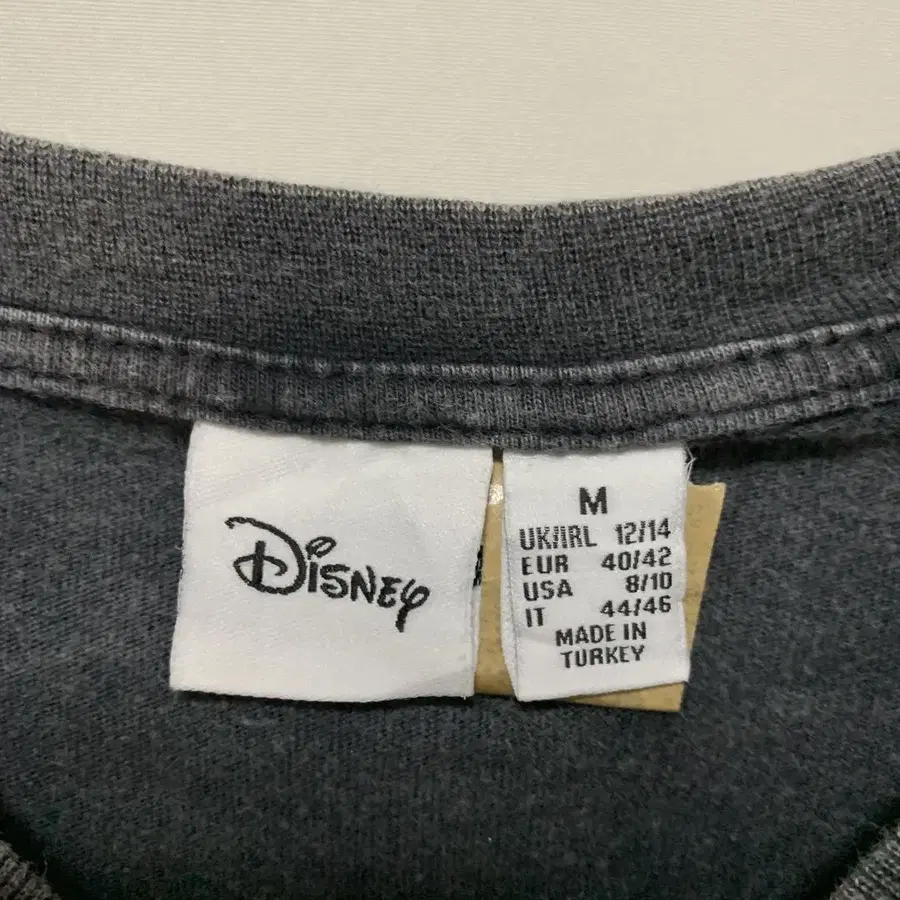 Disney
M
UK/IRL 12/14
EUR 40/42
USA 8/10
IT 44/46
MADE IN
TURKEY